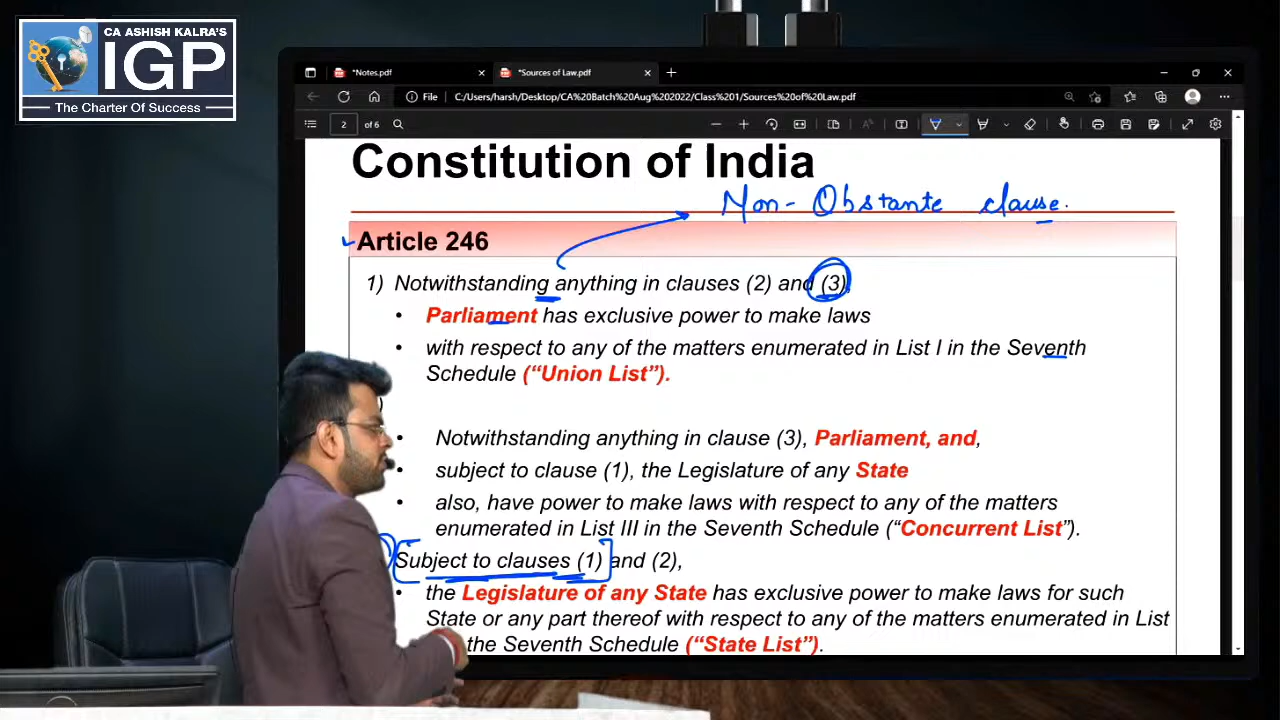 CA ASHISH KALRA'S
IGP
The Charter Of Success
*Notes.pdf
*Sources of Law.pdf
File C:/Users/harsh/Desktop/CA%20Batch%20Aug%202022/Class%201/Sources%20of%20Law.pdf
2 of 6
Constitution of India
Non-Obstante clause.
Article 246
1) Notwithstanding anything in clauses (2) and (3),
• Parliament has exclusive power to make laws
• with respect to any of the matters enumerated in List I in the Seventh
Schedule (“Union List”).
)
• Notwithstanding anything in clause (3), Parliament, and,
• subject to clause (1), the Legislature of any State
• also, have power to make laws with respect to any of the matters
enumerated in List III in the Seventh Schedule (“Concurrent List”).
Subject to clauses (1) and (2),
• the Legislature of any State has exclusive power to make laws for such
State or any part thereof with respect to any of the matters enumerated in List
the Seventh Schedule (“State List”).